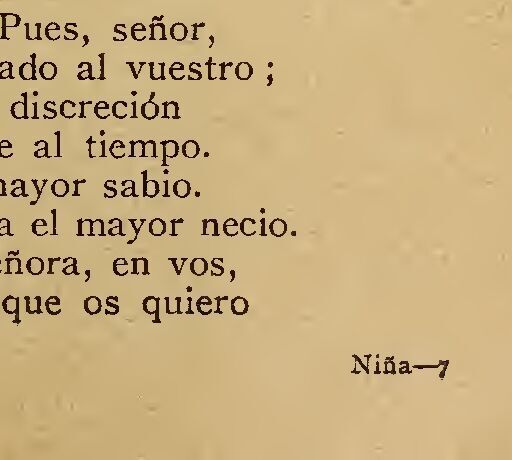 Pues, señor,
ado al vuestro ;
discreción
e al tiempo.
ayor sabio.
a el mayor necio.
eñora, en vos,
que os quiero
Niña—7